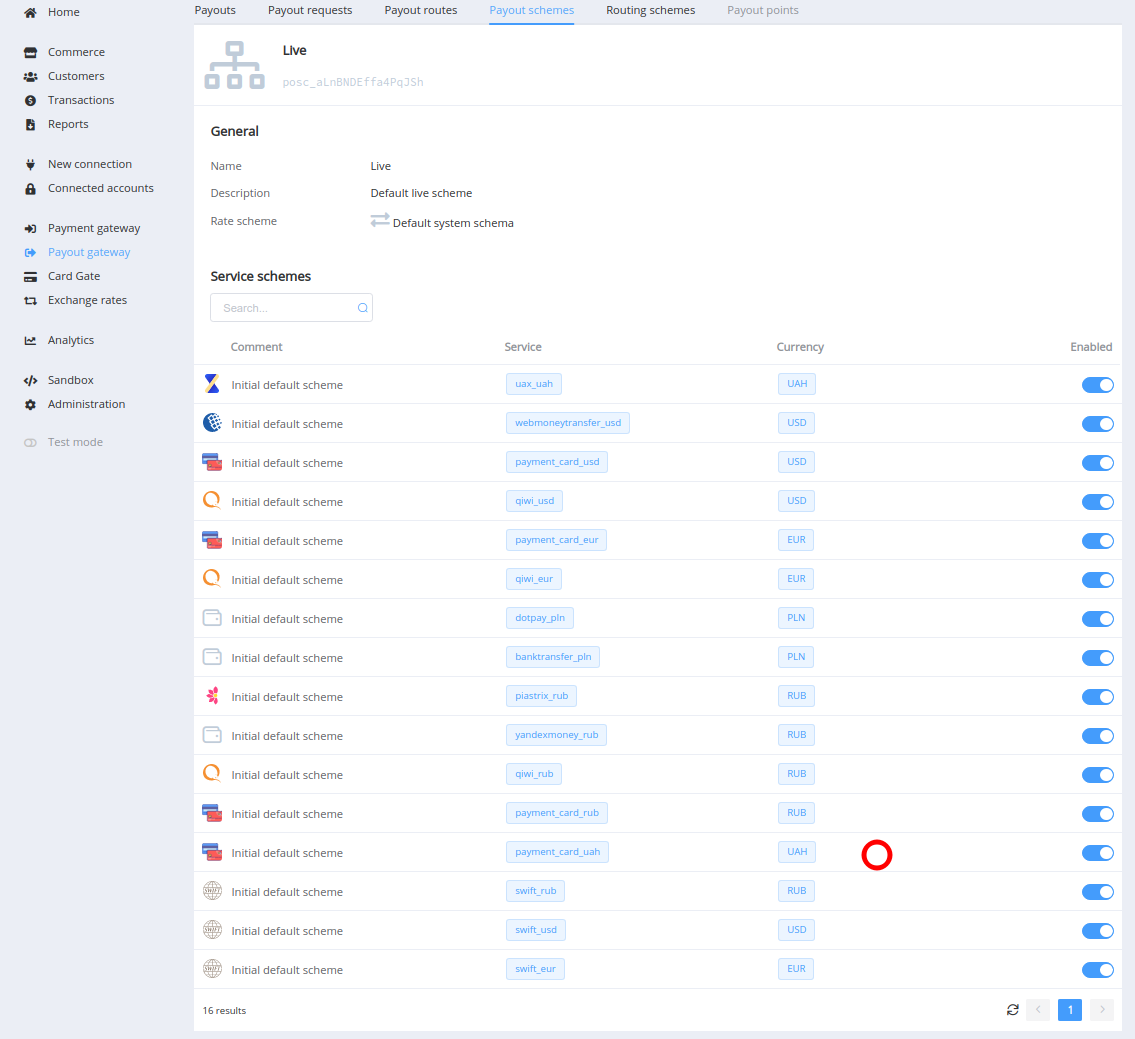 Home
Commerce
Customers
Transactions
Reports
New connection
Connected accounts
Payment gateway
Payout gateway
Card Gate
Exchange rates
Analytics
Sandbox
Administration
Test mode
Payouts Payout requests Payout routes Payout schemes Routing schemes Payout points
Live
posc_aLnBNDEffa4PqJSh
General
Name Live
Description Default live scheme
Rate scheme Default system schema
Service schemes
Search...
Comment Service Currency Enabled
Initial default scheme uax_uah UAH
Initial default scheme webmoneytransfer_usd USD
Initial default scheme payment_card_usd USD
Initial default scheme qiwi_usd USD
Initial default scheme payment_card_eur EUR
Initial default scheme qiwi_eur EUR
Initial default scheme dotpay_pln PLN
Initial default scheme banktransfer_pln PLN
Initial default scheme piastrix_rub RUB
Initial default scheme yandexmoney_rub RUB
Initial default scheme qiwi_rub RUB
Initial default scheme payment_card_rub RUB
Initial default scheme payment_card_uah UAH
SWIFT Initial default scheme swift_rub RUB
SWIFT Initial default scheme swift_usd USD
SWIFT Initial default scheme swift_eur EUR
16 results 1